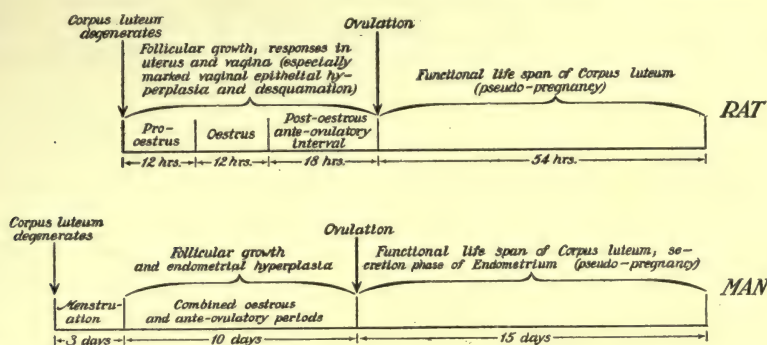 Corpus luteum
degenerates
Ovulation
Follicular growth, responses in
uterus and vagina (especially
marked vaginal epithelial hy-
perplasia and desquamation)
Functional life span of Corpus luteum
(pseudo-pregnancy)
RAT
Pro-
oestrus
Oestrus
Post-oestrous
ante-ovulatory
interval
12 hrs.
12 hrs.
18 hrs.
54 hrs.
Corpus luteum
degenerates
Ovulation
Follicular growth
and endometrial hyperplasia
Functional life span of Corpus luteum, se-
cretion phase of Endometrium (pseudo-pregnancy)
MAN
Menstru-
ation
Combined oestrous
and ante-ovulatory periods
3 days
10 days
15 days